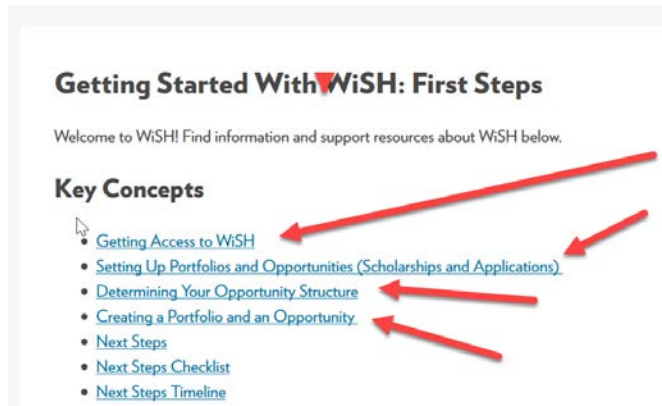 Getting Started With WiSH: First Steps
Welcome to WiSH! Find information and support resources about WiSH below.
Key Concepts
Getting Access to WiSH
Setting Up Portfolios and Opportunities (Scholarships and Applications)
Determining Your Opportunity Structure
Creating a Portfolio and an Opportunity
Next Steps
Next Steps Checklist
Next Steps Timeline